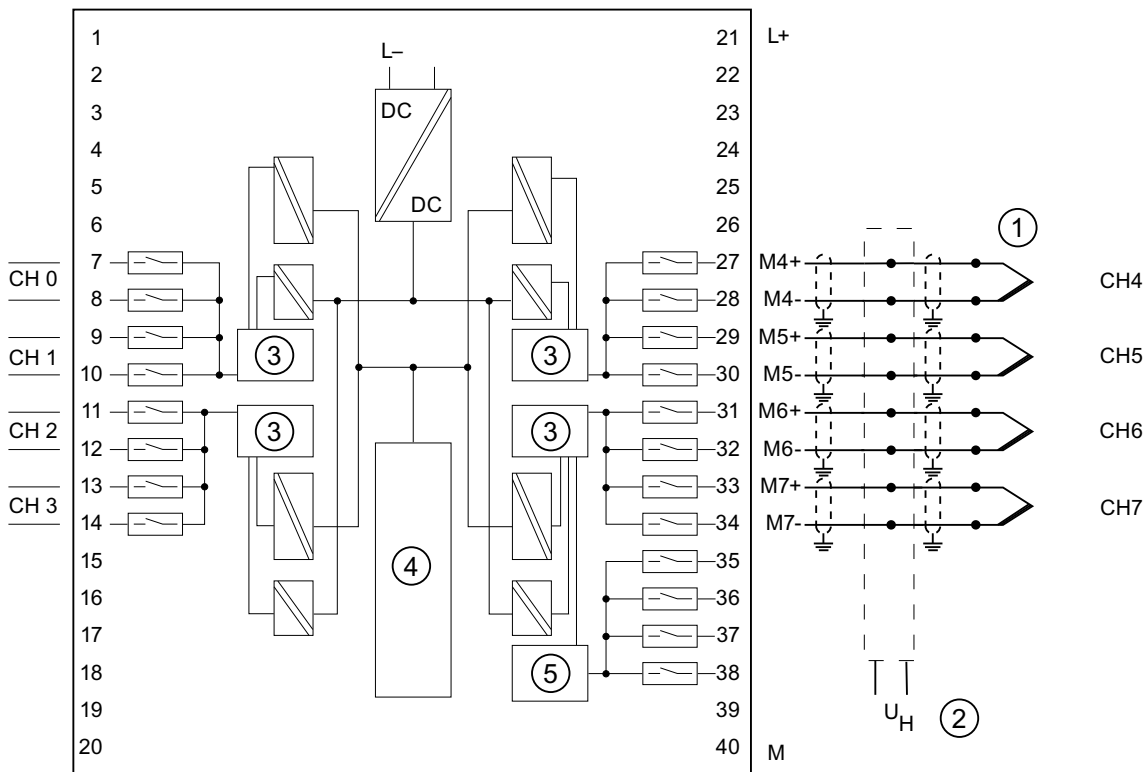 1 21 L+
L–
2 22
DC
3 23
4 24
5 25
DC
6 26
①
7 27 M4+
CH 0 CH4
8 28 M4-
9 29 M5+
CH 1 ③ ③ CH5
10 30 M5-
11 31 M6+
CH 2 ③ ③ CH6
12 32 M6-
13 33 M7+
CH 3 CH7
14 34 M7-
15 35
④
16 36
17 37
18 ⑤ 38
19 39
UH ②
20 40 M